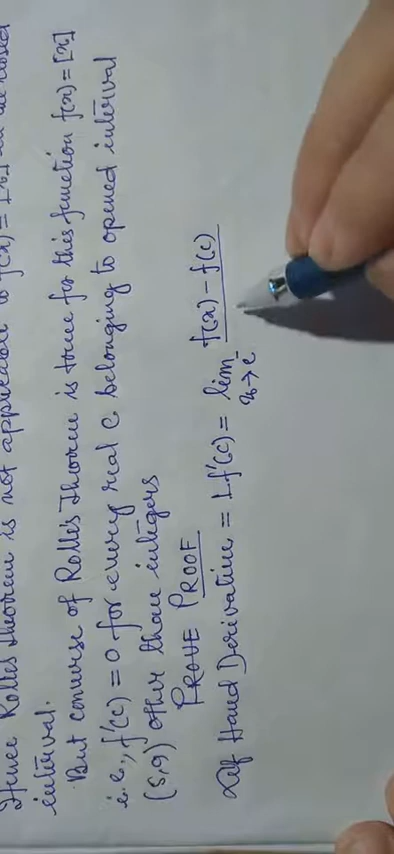 Hence Rolle's Theorem is not applicable to f(x) = [x] in the closed
interval.
But converse of Rolle's Theorem is true for this function f(x) = [x]
i.e., f'(c) = 0 for every real c belonging to opened interval
(5,9) other than integers
PROVE PROOF
Left Hand Derivative = Lf'(c) = lim x→c⁻ f(x) - f(c)